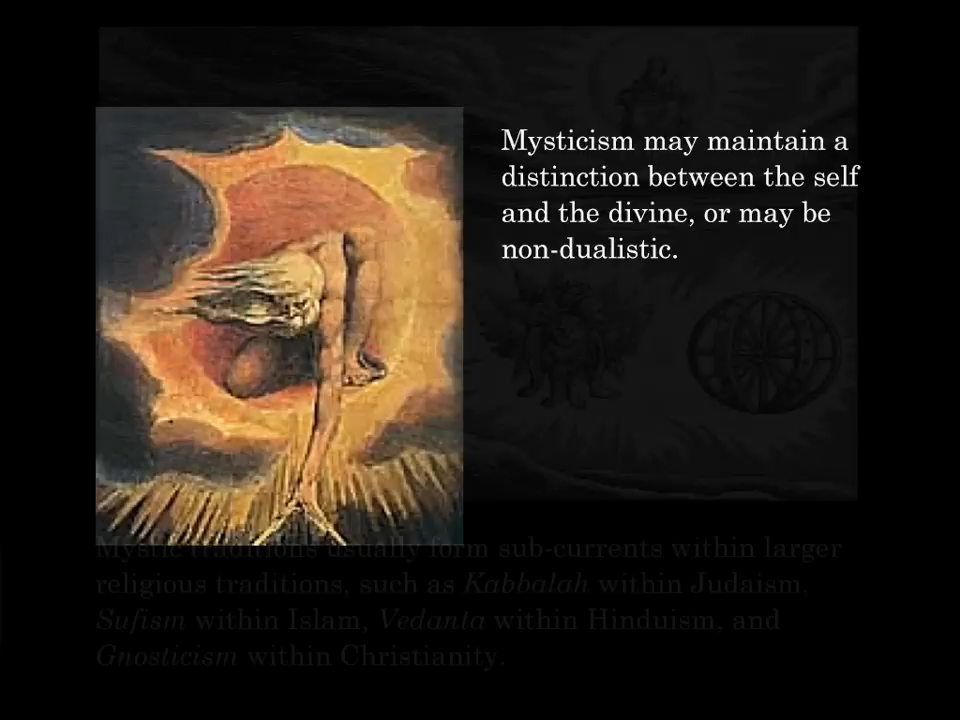 Mysticism may maintain a
distinction between the self
and the divine, or may be
non-dualistic.
Mystic traditions usually form sub-currents within larger
religious traditions, such as Kabbalah within Judaism,
Sufism within Islam, Vedanta within Hinduism, and
Gnosticism within Christianity.